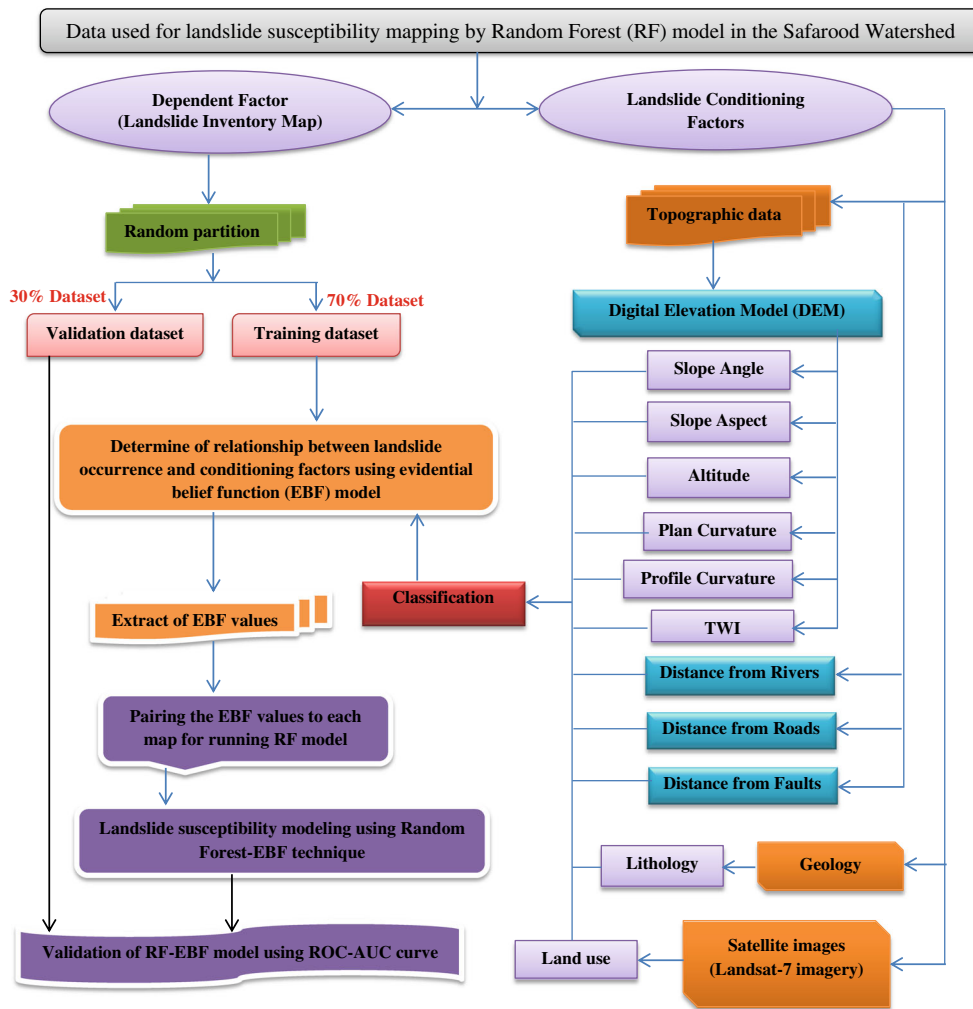 Data used for landslide susceptibility mapping by Random Forest (RF) model in the Safarood Watershed
Dependent Factor
(Landslide Inventory Map)
Landslide Conditioning
Factors
Random partition
30% Dataset
70% Dataset
Validation dataset
Training dataset
Determine of relationship between landslide
occurrence and conditioning factors using evidential
belief function (EBF) model
Extract of EBF values
Pairing the EBF values to each
map for running RF model
Landslide susceptibility modeling using Random
Forest-EBF technique
Validation of RF-EBF model using ROC-AUC curve
Classification
Topographic data
Digital Elevation Model (DEM)
Slope Angle
Slope Aspect
Altitude
Plan Curvature
Profile Curvature
TWI
Distance from Rivers
Distance from Roads
Distance from Faults
Lithology
Geology
Land use
Satellite images
(Landsat-7 imagery)